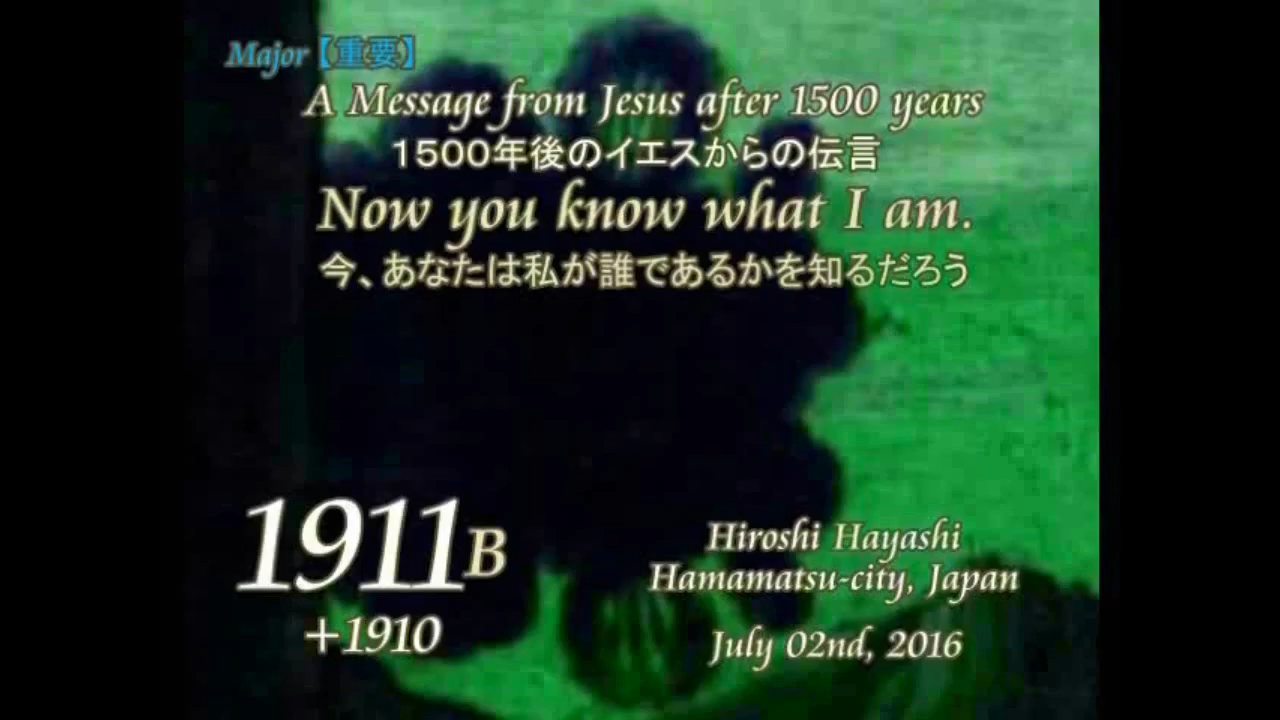 Major【重要】
A Message from Jesus after 1500 years
１５００年後のイエスからの伝言
Now you know what I am.
今、あなたは私が誰であるかを知るだろう
1911B
+1910
Hiroshi Hayashi
Hamamatsu-city, Japan
July 02nd, 2016